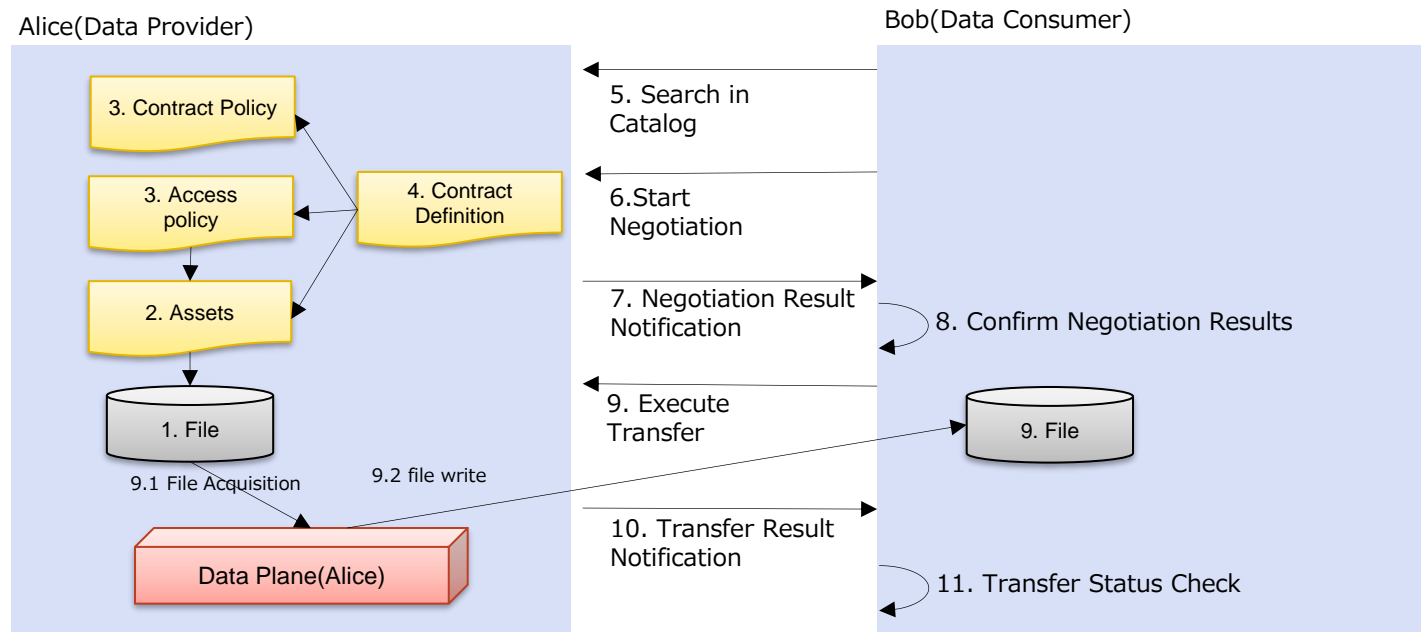 Alice(Data Provider)
Bob(Data Consumer)
3. Contract Policy
3. Access
policy
4. Contract
Definition
2. Assets
1. File
9.1 File Acquisition
9.2 file write
Data Plane(Alice)
5. Search in
Catalog
6.Start
Negotiation
7. Negotiation Result
Notification
8. Confirm Negotiation Results
9. Execute
Transfer
9. File
10. Transfer Result
Notification
11. Transfer Status Check